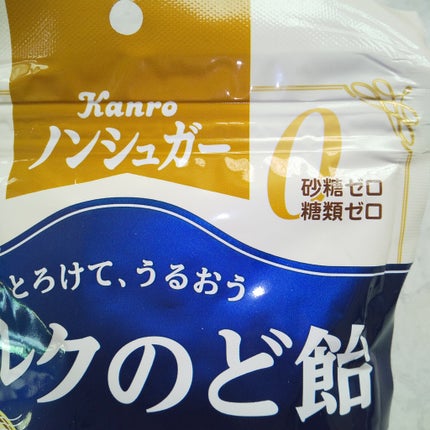 Kanro
ノンシュガー
0
砂糖ゼロ
糖類ゼロ
とろけて、うるおう
ルクのど飴